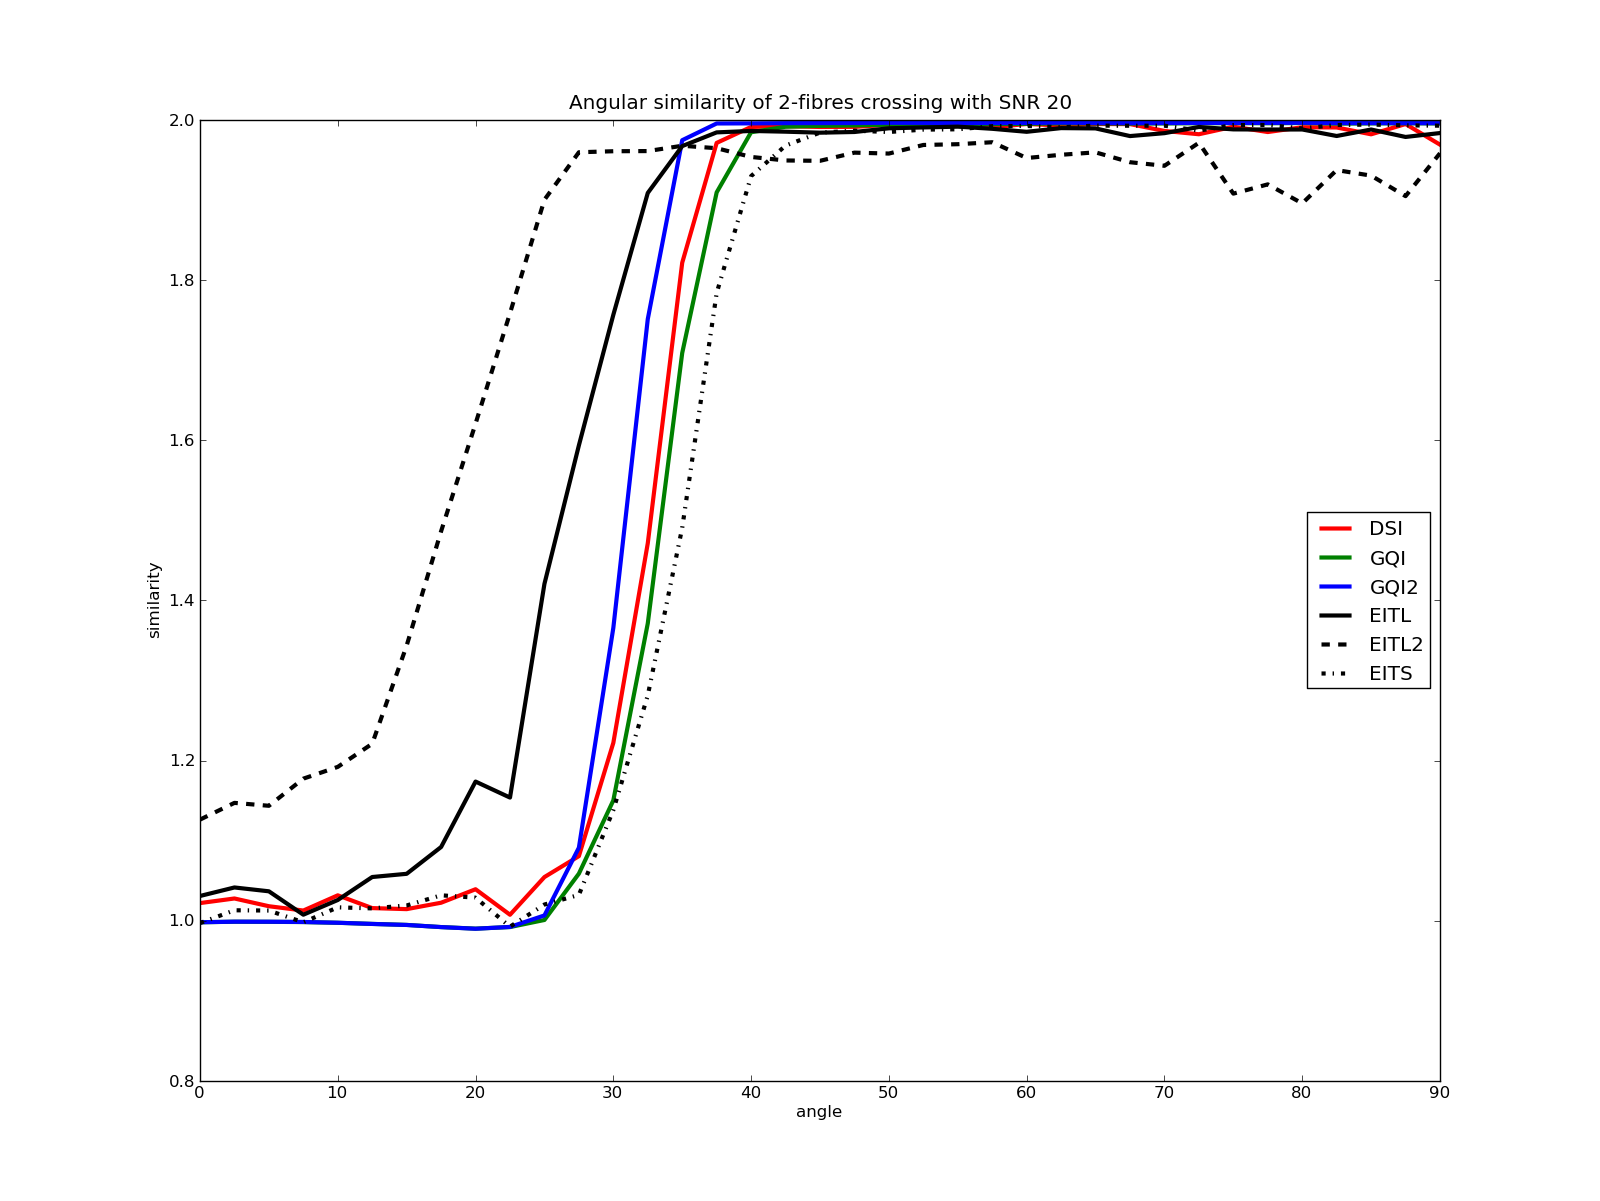 Angular similarity of 2-fibres crossing with SNR 20
2.0
1.8
1.6
1.4
1.2
1.0
0.8
similarity
DSI
GQI
GQI2
EITL
EITL2
EITS
0 10 20 30 40 50 60 70 80 90
angle